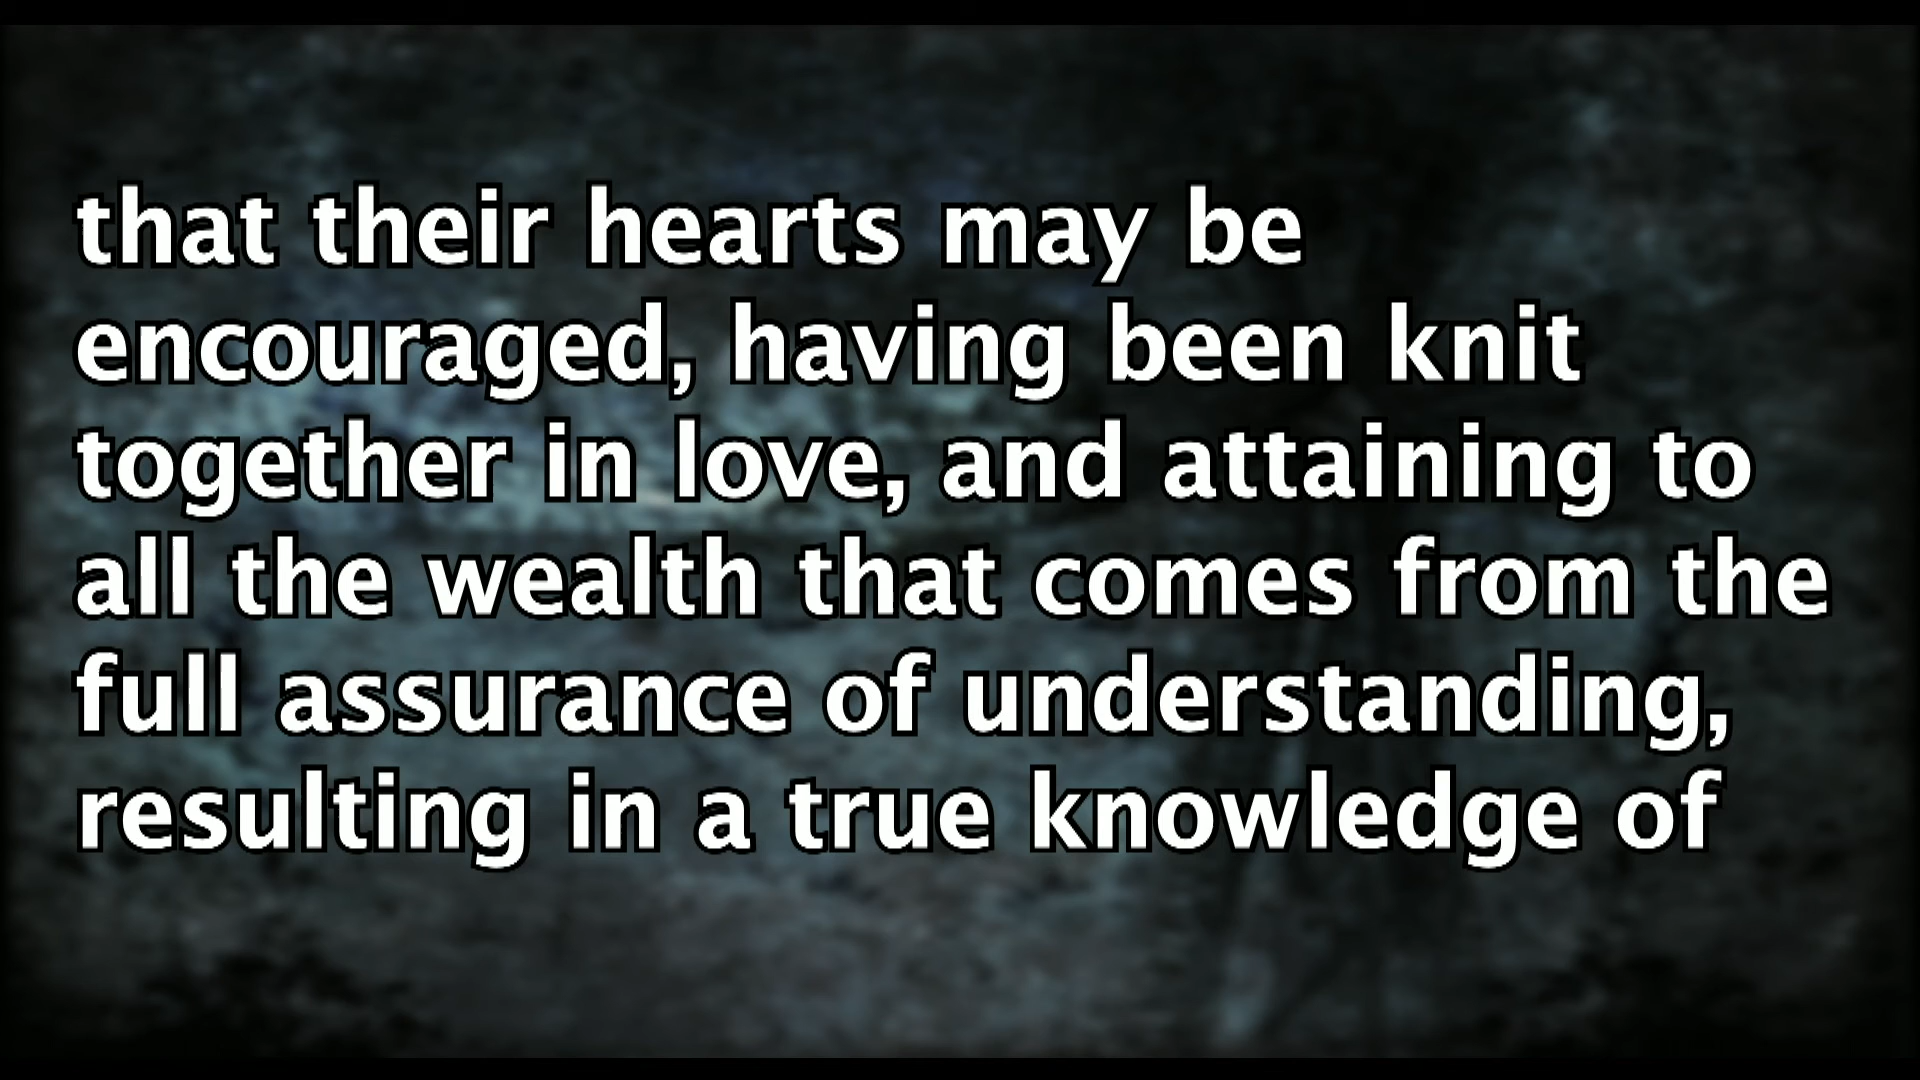 that their hearts may be
encouraged, having been knit
together in love, and attaining to
all the wealth that comes from the
full assurance of understanding,
resulting in a true knowledge of